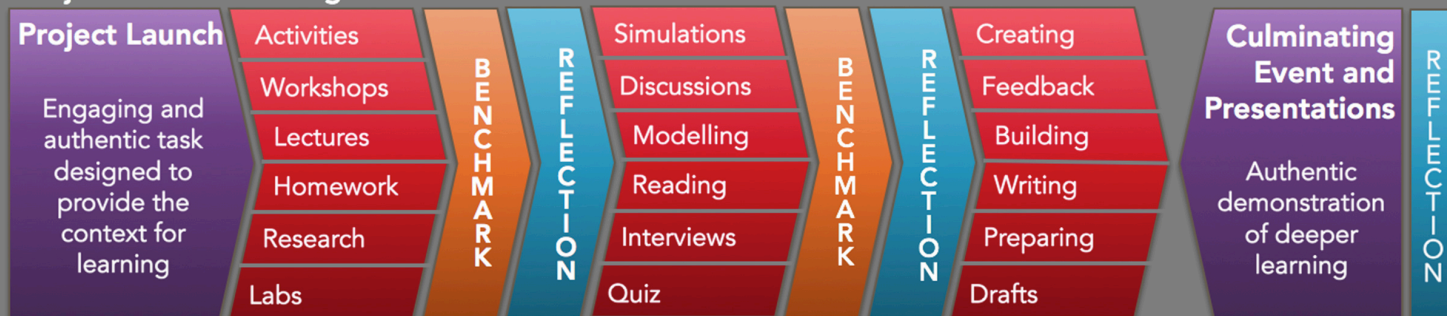 Project Launch
Engaging and
authentic task
designed to
provide the
context for
learning
Activities
Workshops
Lectures
Homework
Research
Labs
BENCHMARK
REFLECTION
Simulations
Discussions
Modelling
Reading
Interviews
Quiz
BENCHMARK
REFLECTION
Creating
Feedback
Building
Writing
Preparing
Drafts
Culminating
Event and
Presentations
Authentic
demonstration
of deeper
learning
REFLECTION